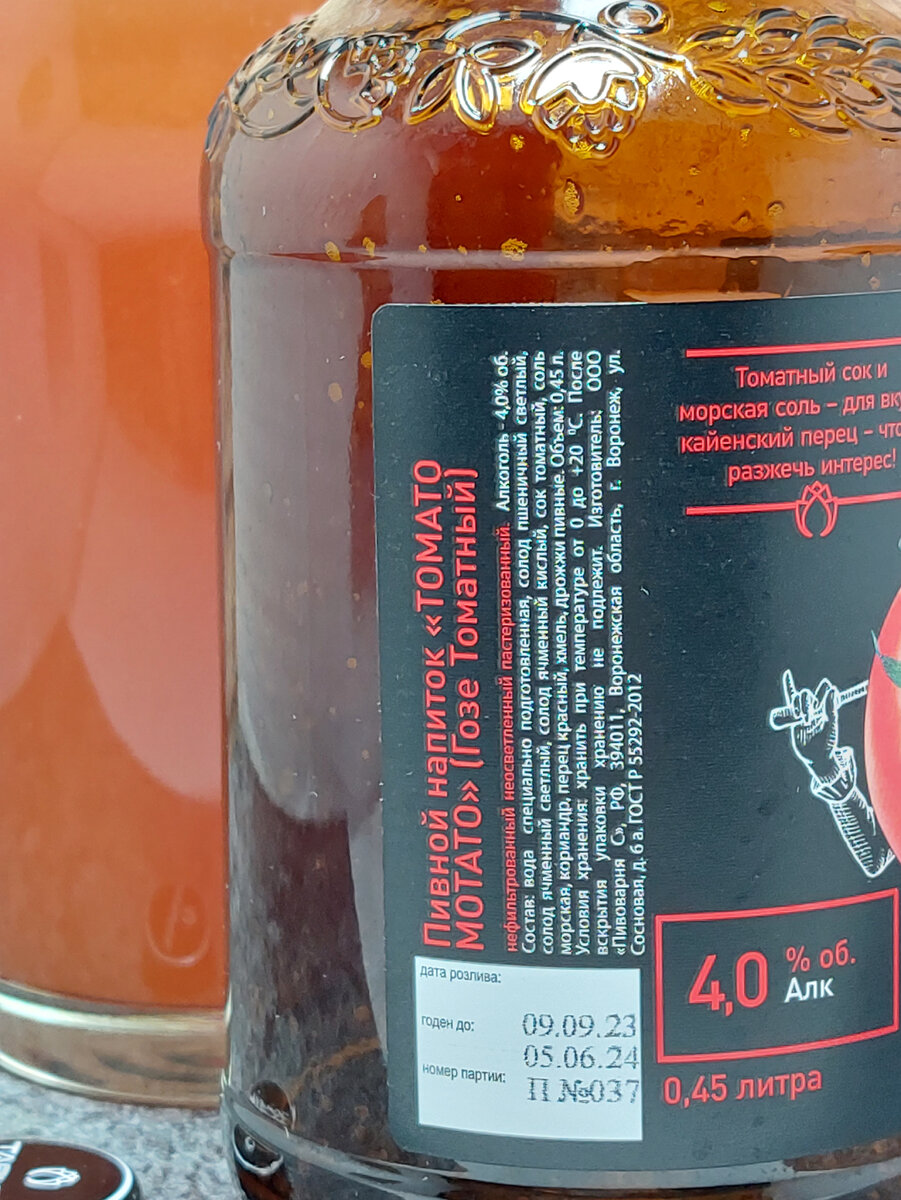 Пивной напиток «ТОМАТО
МОТАТО» (Гозе Томатный)
нефильтрованный неосветленный пастеризованный. Алкоголь - 4,0% об.
Состав: вода специально подготовленная, солод пшеничный светлый,
солод ячменный светлый, солод ячменный кислый, сок томатный, соль
морская, кориандр, перец красный, хмель, дрожжи пивные. Объем: 0,45 л.
Условия хранения: хранить при температуре от 0 до +20 °С. После
вскрытия упаковки хранению не подлежит. Изготовитель: ООО
«Пивоварня С», РФ, 394011, Воронежская область, г. Воронеж, ул.
Сосновая, д. 6 а. ГОСТ Р 55292-2012
дата розлива:
годен до: 09.09.23
05.06.24
номер партии: П №037
Томатный сок и
морская соль – для
кайенский перец –
разжечь интерес!
4,0 % об.
Алк
0,45 литра